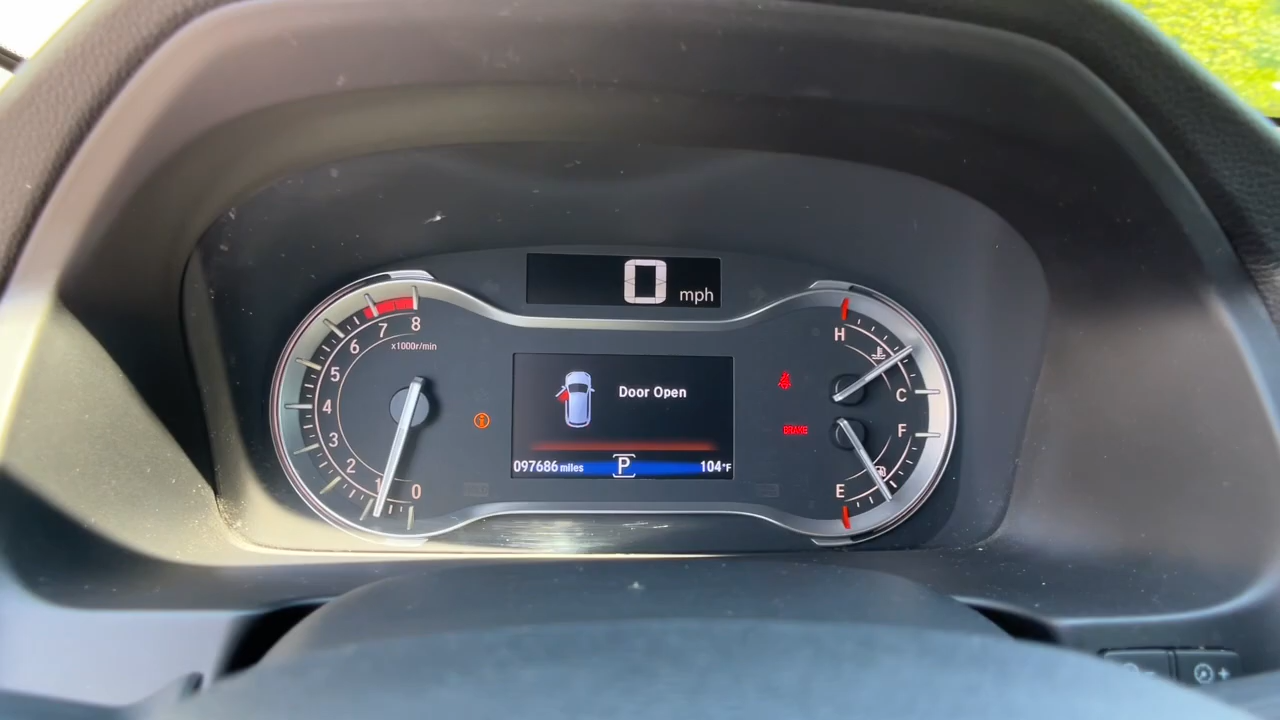 0 mph
8
7
6
5
4
3
2
1
0
x1000r/min
Door Open
097686 miles
P
104°F
BRAKE
H
C
F
E